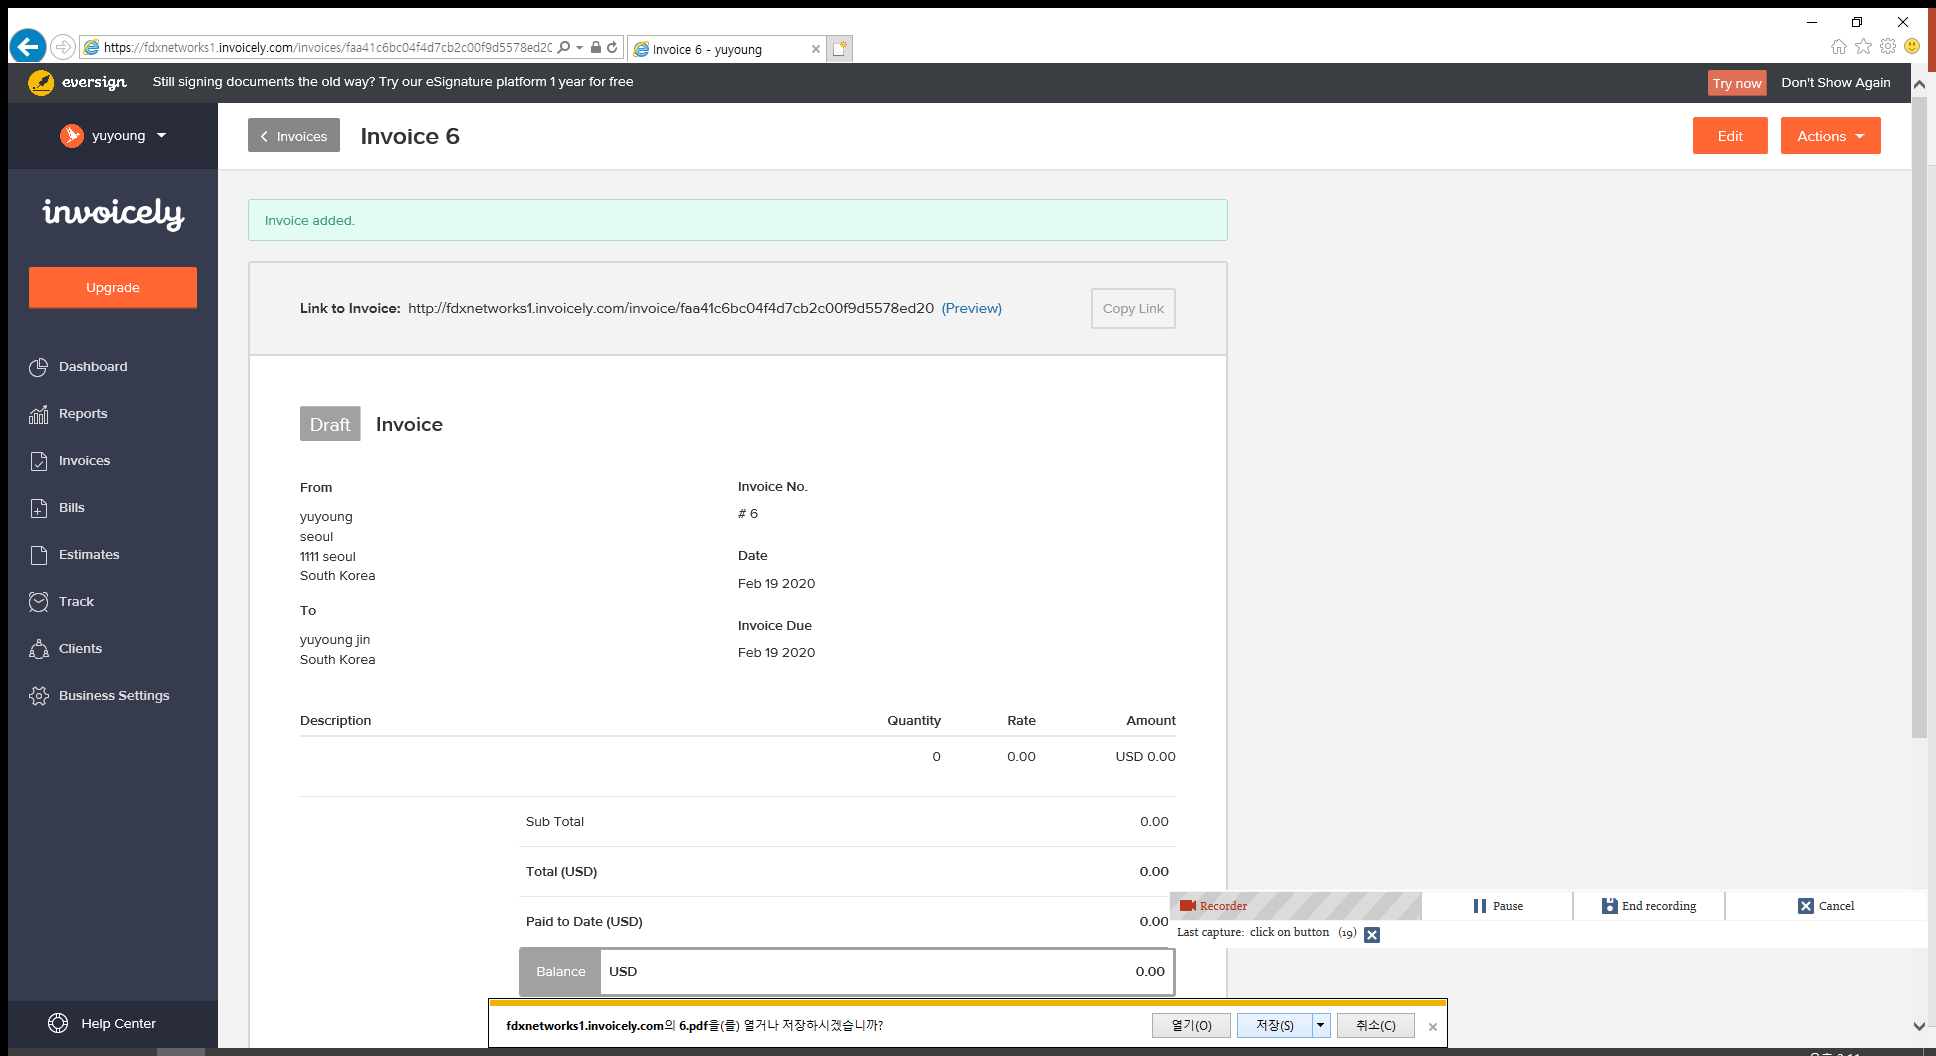 https://fdxnetworks1.invoicely.com/invoices/faa41c6bc04f4d7cb2c00f9d5578ed20
Invoice 6 - yuyoung
eversign
Still signing documents the old way? Try our eSignature platform 1 year for free
Try now
Don't Show Again
yuyoung
Invoices
Invoice 6
Edit
Actions
invoicely
Invoice added.
Upgrade
Link to Invoice: http://fdxnetworks1.invoicely.com/invoice/faa41c6bc04f4d7cb2c00f9d5578ed20 (Preview)
Copy Link
Dashboard
Reports
Invoices
Bills
Estimates
Track
Clients
Business Settings
Draft
Invoice
From
yuyoung
seoul
1111 seoul
South Korea
To
yuyoung jin
South Korea
Invoice No.
# 6
Date
Feb 19 2020
Invoice Due
Feb 19 2020
Description Quantity Rate Amount
0 0.00 USD 0.00
Sub Total 0.00
Total (USD) 0.00
Paid to Date (USD) 0.00
Balance USD 0.00
Recorder
Pause
End recording
Cancel
Last capture: click on button (19)
Help Center
fdxnetworks1.invoicely.com의 6.pdf을(를) 열거나 저장하시겠습니까?
열기(O)
저장(S)
취소(C)